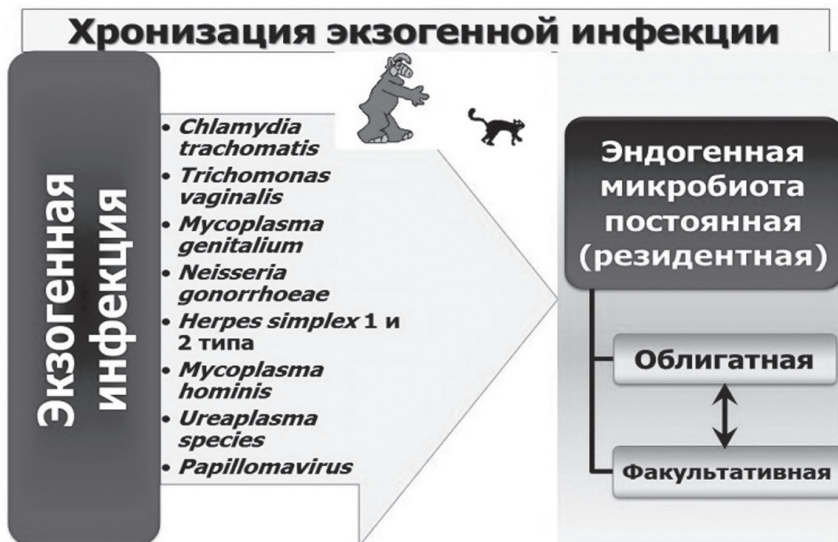 Хронизация экзогенной инфекции
Экзогенная
инфекция
• Chlamydia
trachomatis
• Trichomonas
vaginalis
• Mycoplasma
genitalium
• Neisseria
gonorrhoeae
• Herpes simplex 1 и
2 типа
• Mycoplasma
hominis
• Ureaplasma
species
• Papillomavirus
Эндогенная
микробиота
постоянная
(резидентная)
Облигатная
Факультативная